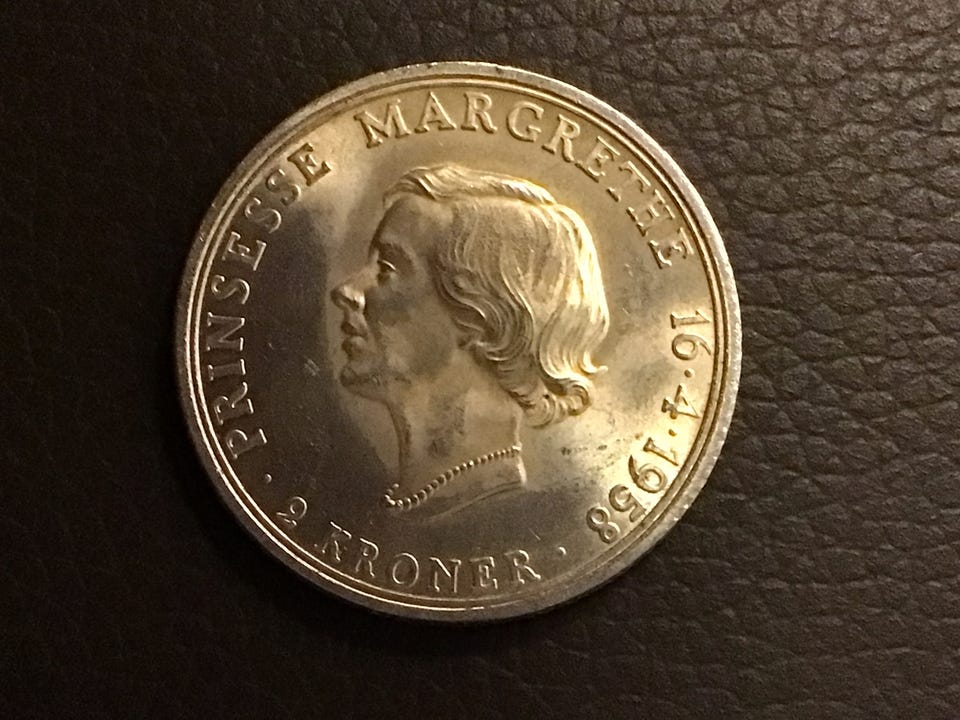 PRINSESSE MARGRETHE 16·4·1958
· 2 KRONER ·